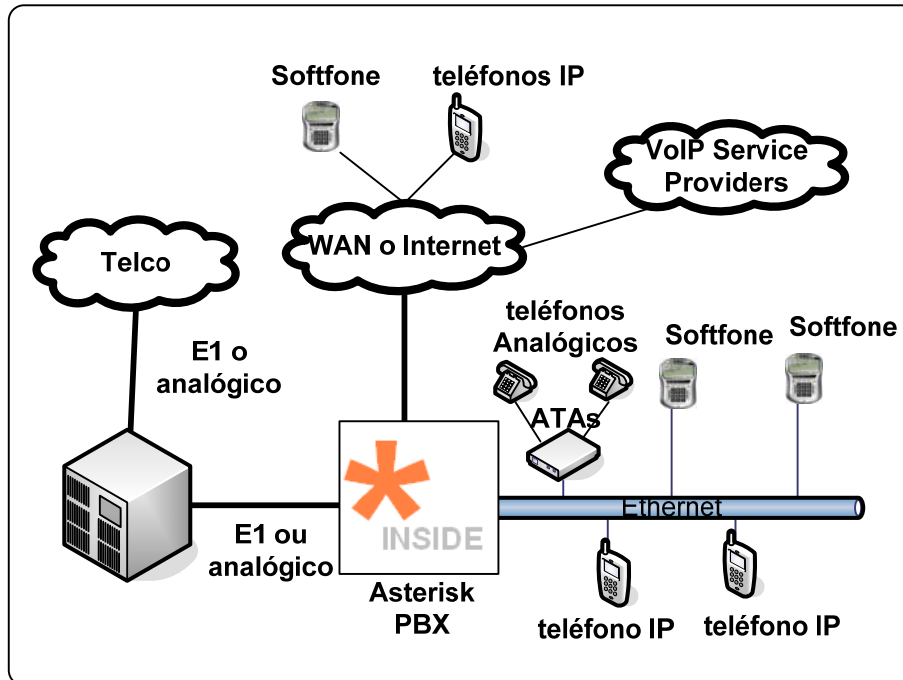 Softfone
teléfonos IP
VoIP Service
Providers
WAN o Internet
Telco
teléfonos
Analógicos
Softfone
Softfone
E1 o
analógico
ATAs
Ethernet
INSIDE
E1 ou
analógico
Asterisk
PBX
teléfono IP
teléfono IP